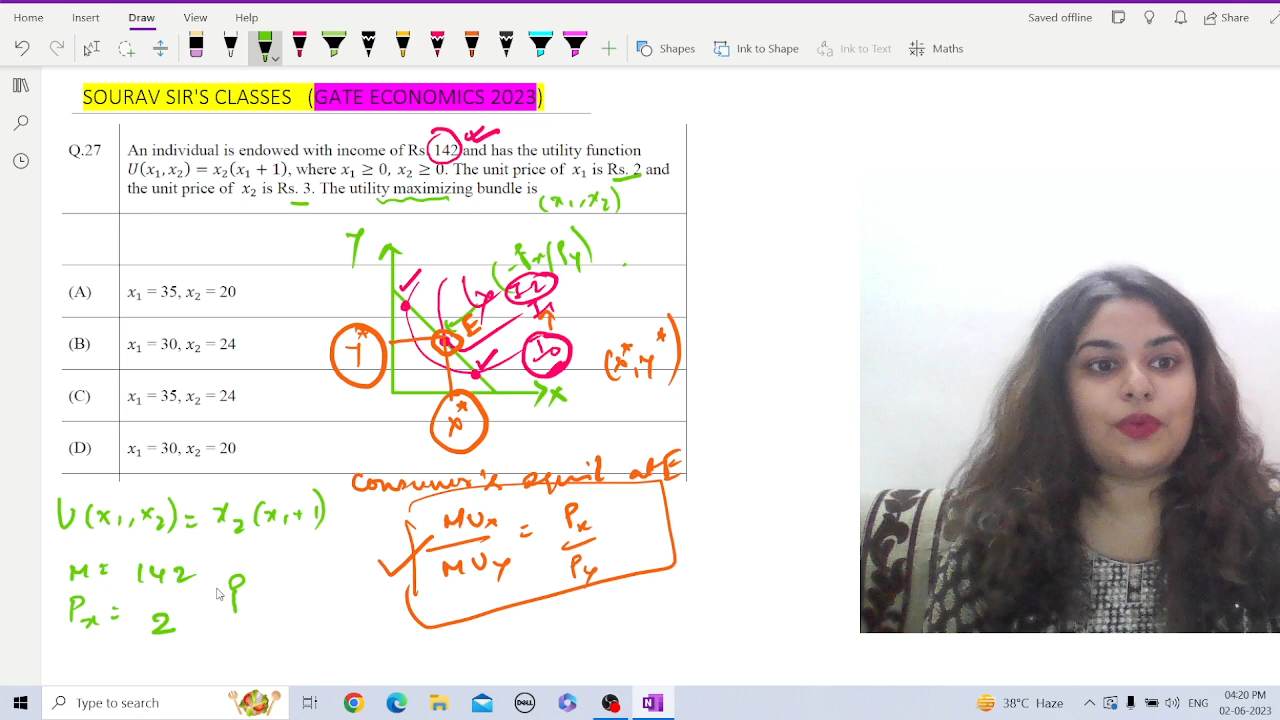 Home Insert Draw View Help Saved offline Share
Shapes Ink to Shape Ink to Text Maths
SOURAV SIR'S CLASSES (GATE ECONOMICS 2023)
Q.27 An individual is endowed with income of Rs. 142 and has the utility function
U(x₁,x₂) = x₂(x₁ + 1), where x₁ ≥ 0, x₂ ≥ 0. The unit price of x₁ is Rs. 2 and
the unit price of x₂ is Rs. 3. The utility maximizing bundle is
(x₁,x₂)
Y
(A) x₁ = 35, x₂ = 20
E
(B) x₁ = 30, x₂ = 24
Y*
(x*,y*)
(C) x₁ = 35, x₂ = 24
X
x*
(D) x₁ = 30, x₂ = 20
consumer's equil at E
U(x₁,x₂) = x₂(x₁+1)
MUx/MUy = Px/Py
M = 142
P
Px = 2
Type to search
DELL
38°C Haze
ENG
04:20 PM
02-06-2023